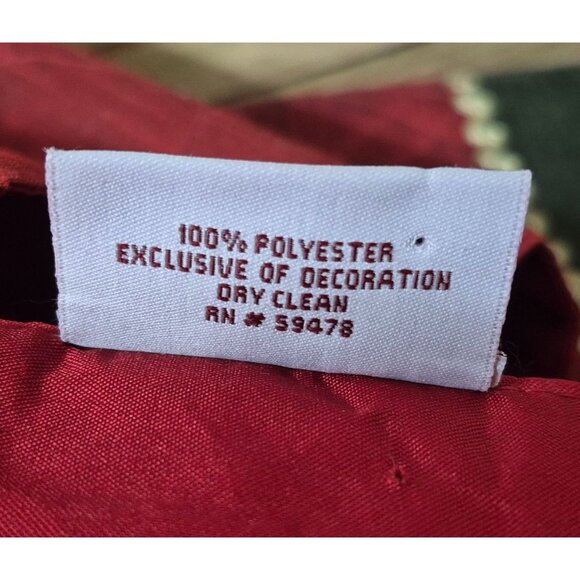 100% POLYESTER
EXCLUSIVE OF DECORATION
DRY CLEAN
RN # 59478